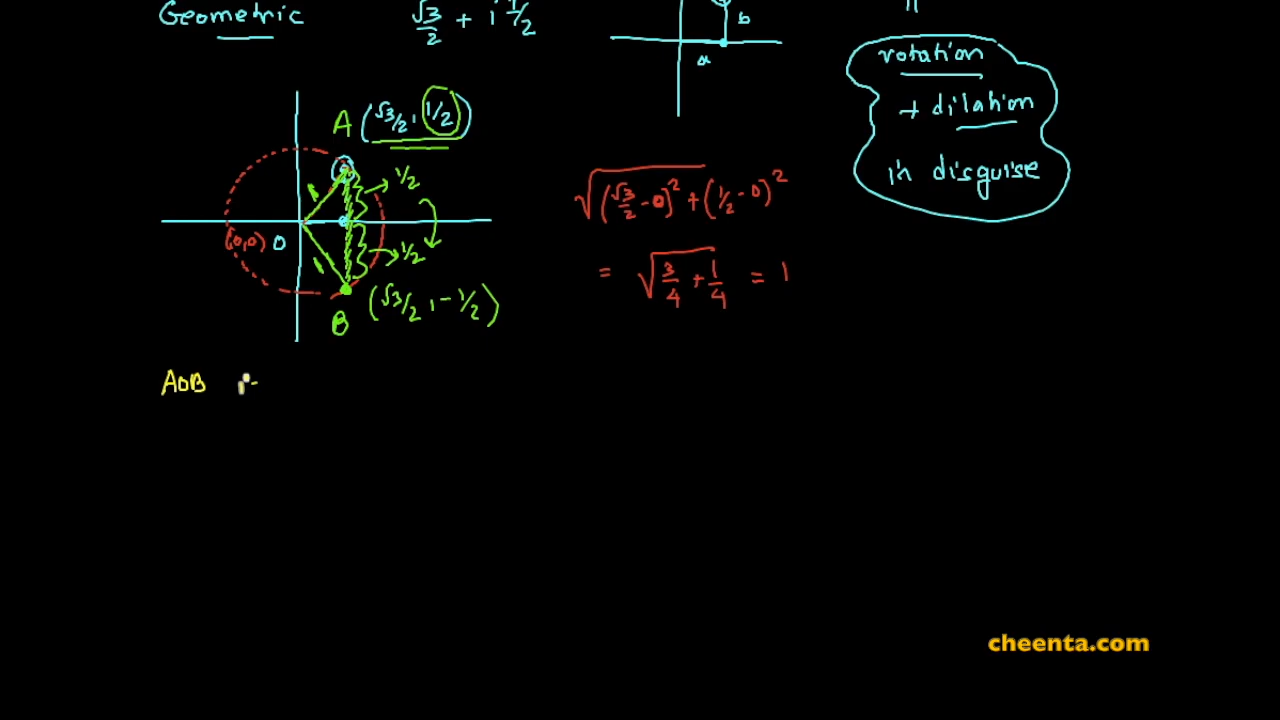 Geometric
√3/2 + i 1/2
b
a
rotation
+ dilation
in disguise
A (√3/2, 1/2)
1/2
1/2
(0,0) O
B (√3/2, -1/2)
√((√3/2 - 0)² + (1/2 - 0)²
= √(3/4 + 1/4) = 1
AOB
cheenta.com